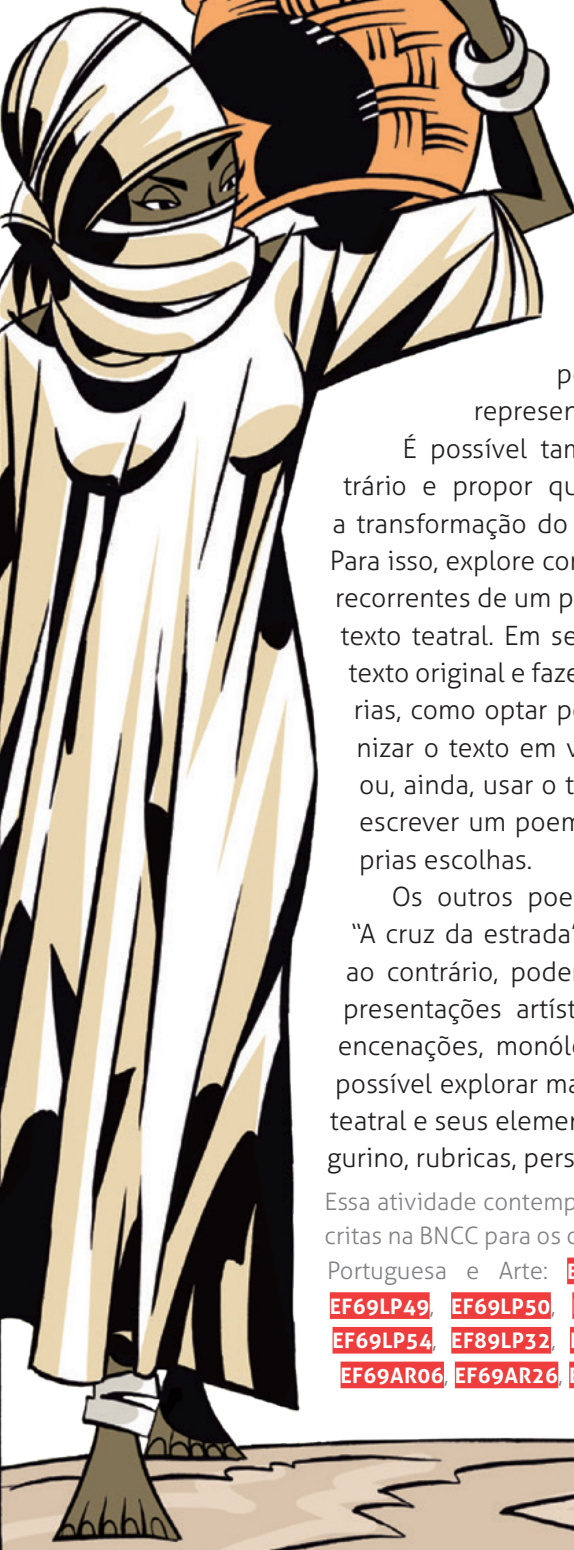 represen
É possível tam
trário e propor qu
a transformação do
Para isso, explore co
recorrentes de um p
texto teatral. Em se
texto original e faze
rias, como optar p
nizar o texto em v
ou, ainda, usar o t
escrever um poem
prias escolhas.
Os outros poe
"A cruz da estrada"
ao contrário, poder
presentações artíst
encenações, monól
possível explorar ma
teatral e seus elemen
gurino, rubricas, pers
Essa atividade contemp
critas na BNCC para os c
Portuguesa e Arte:
EF69LP49, EF69LP50,
EF69LP54, EF89LP32,
EF69AR06, EF69AR26,